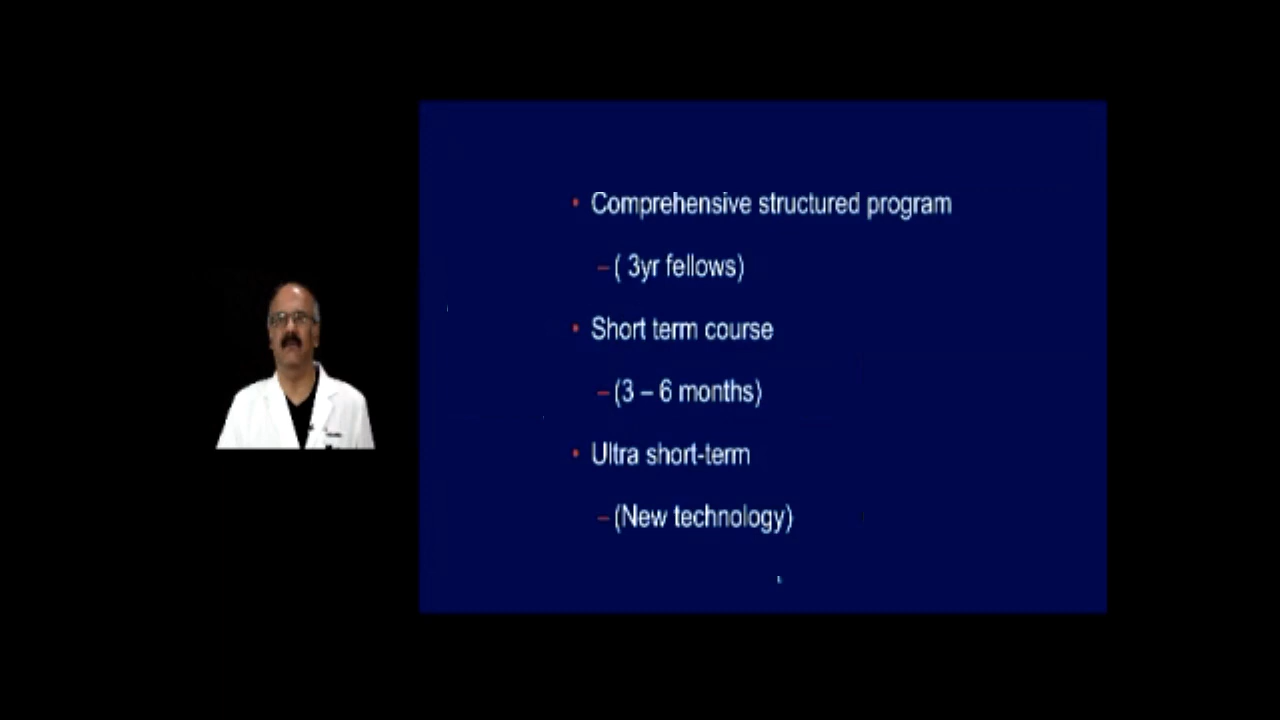 • Comprehensive structured program
– ( 3yr fellows)
• Short term course
– (3 – 6 months)
• Ultra short-term
– (New technology)